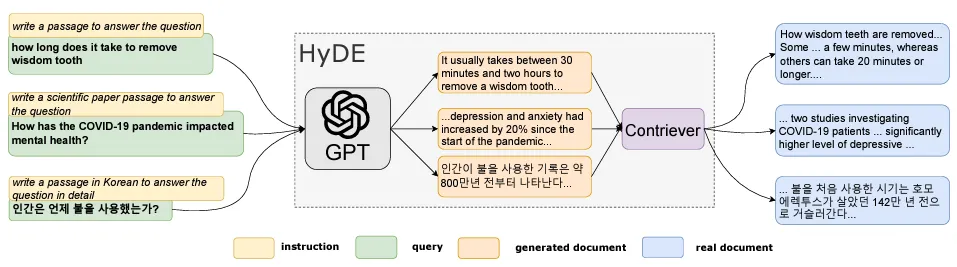 write a passage to answer the question
how long does it take to remove
wisdom tooth
write a scientific paper passage to answer
the question
How has the COVID-19 pandemic impacted
mental health?
write a passage in Korean to answer the
question in detail
인간은 언제 불을 사용했는가?
HyDE
GPT
It usually takes between 30
minutes and two hours to
remove a wisdom tooth...
...depression and anxiety had
increased by 20% since the
start of the pandemic...
인간이 불을 사용한 기록은 약
800만년 전부터 나타난다...
Contriever
How wisdom teeth are removed...
Some ... a few minutes, whereas
others can take 20 minutes or
longer....
... two studies investigating
COVID-19 patients ... significantly
higher level of depressive ...
... 불을 처음 사용한 시기는 호모
에렉투스가 살았던 142만 년 전으
로 거슬러간다...
instruction
query
generated document
real document